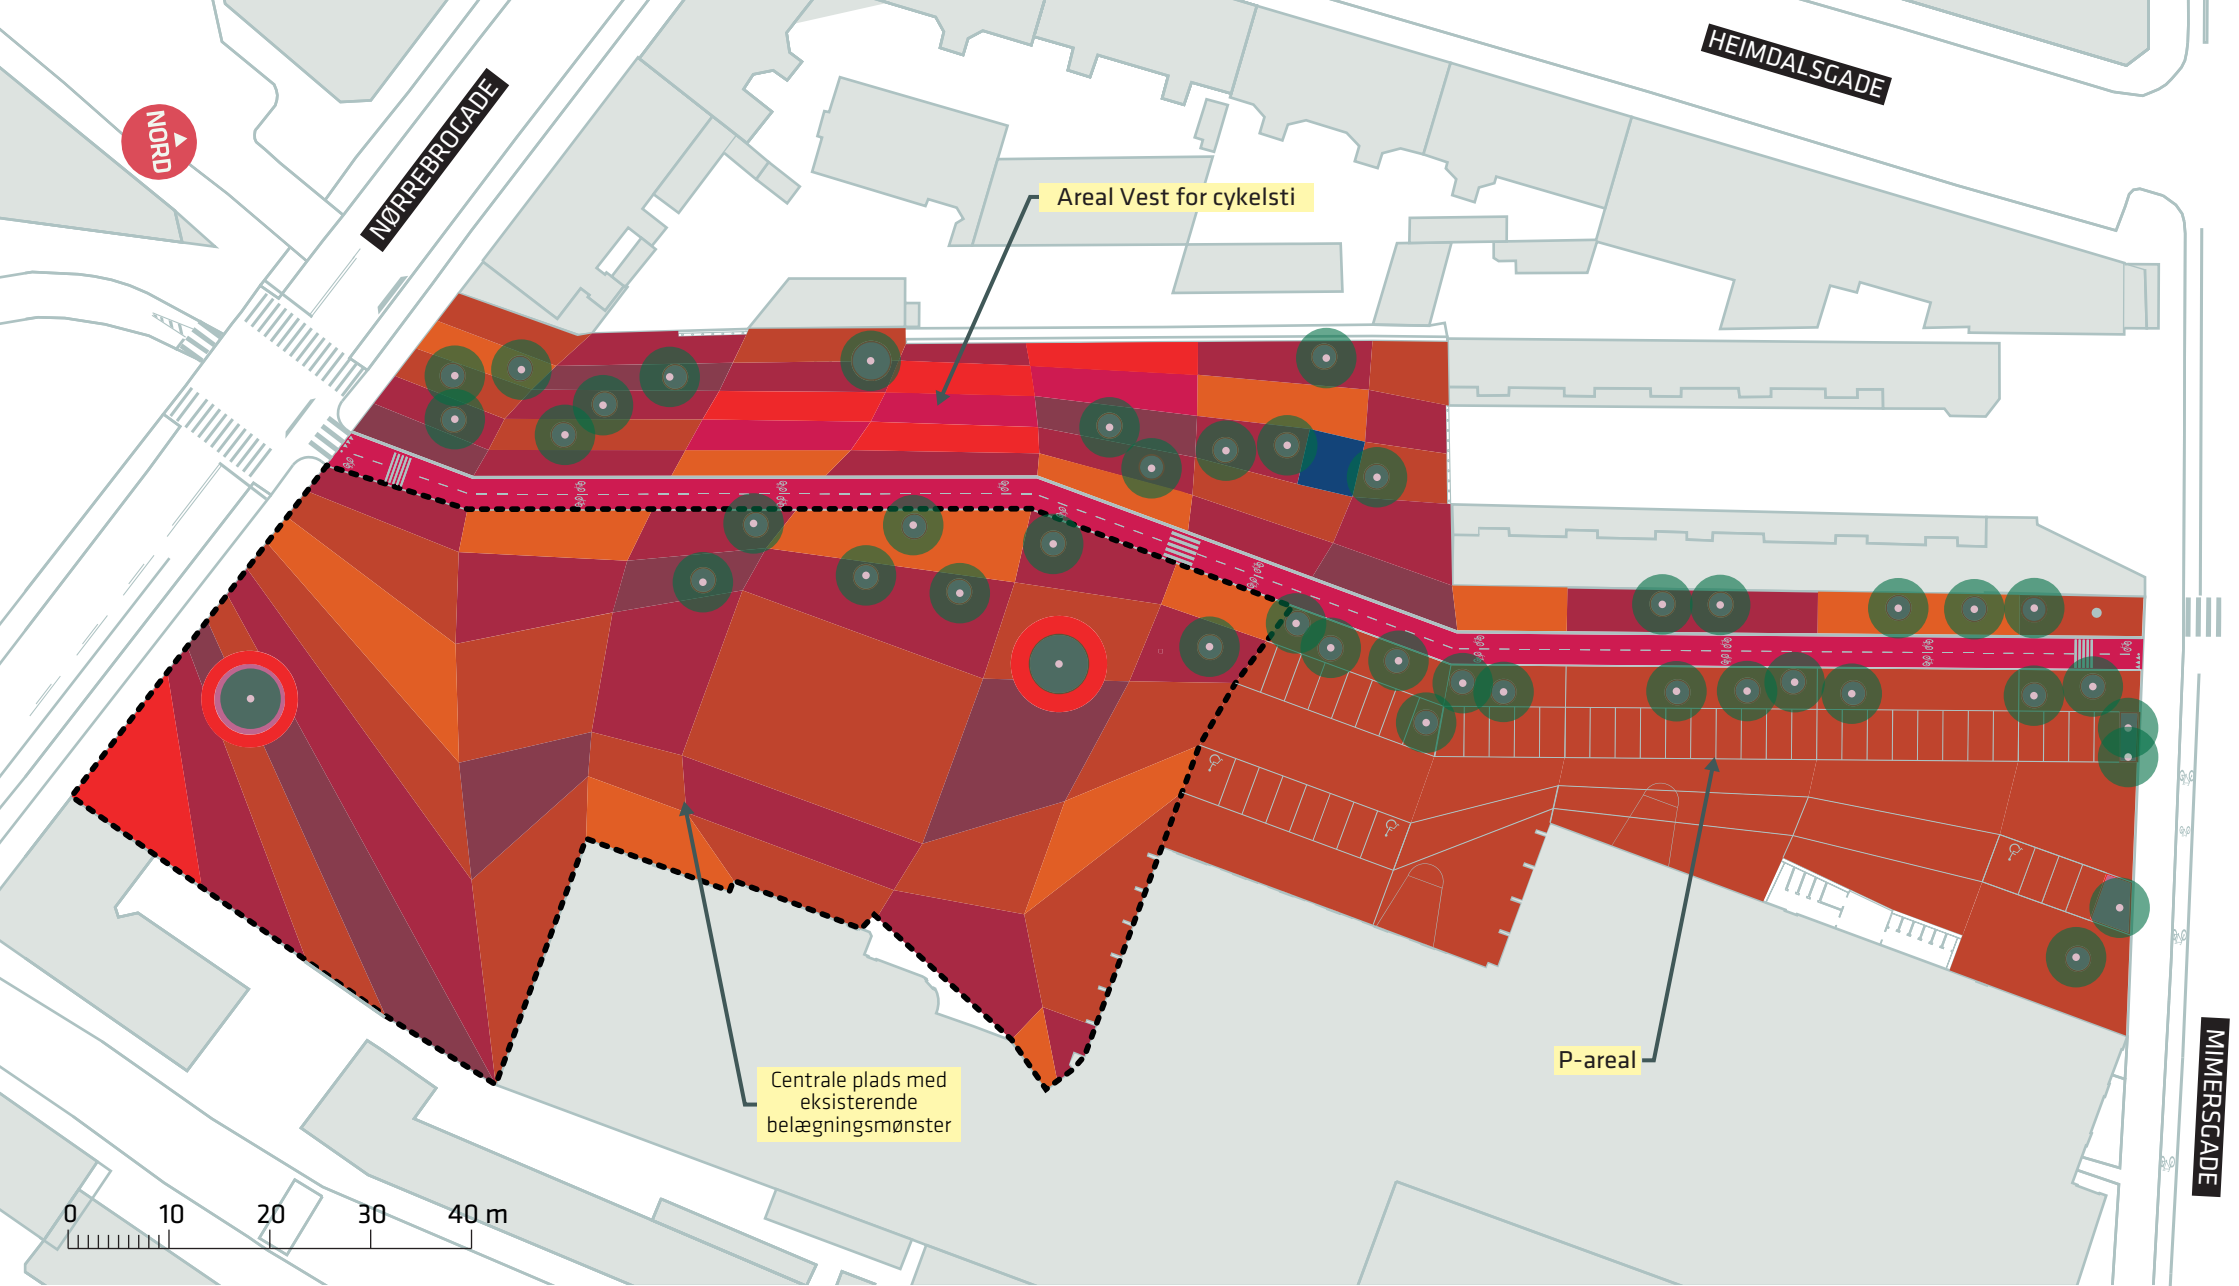 HEIMDALSGADE
NORD
NØRREBROGADE
Areal Vest for cykelsti
P-areal
Centrale plads med
eksisterende
belægningsmønster
MIMERSGADE
0 10 20 30 40 m